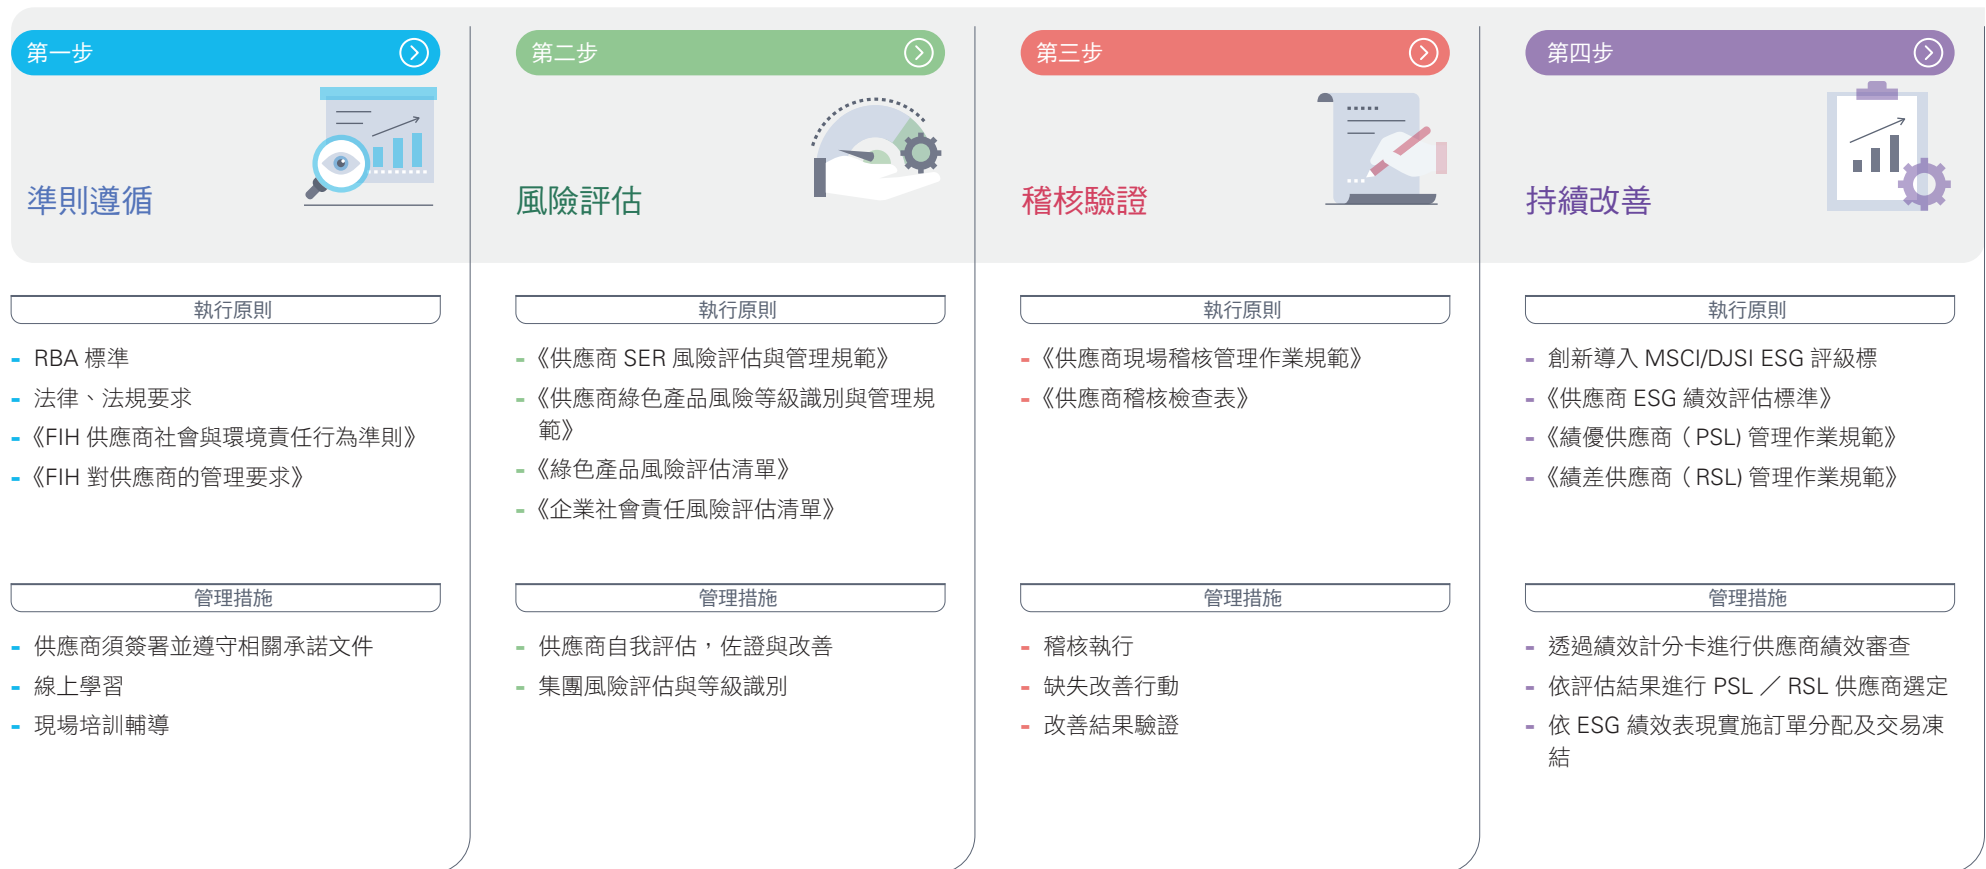 第一步
準則遵循
執行原則
- RBA 標準
- 法律、法規要求
-《FIH 供應商社會與環境責任行為準則》
-《FIH 對供應商的管理要求》
管理措施
- 供應商須簽署並遵守相關承諾文件
- 線上學習
- 現場培訓輔導
第二步
風險評估
執行原則
-《供應商 SER 風險評估與管理規範》
-《供應商綠色產品風險等級識別與管理規
範》
-《綠色產品風險評估清單》
-《企業社會責任風險評估清單》
管理措施
- 供應商自我評估，佐證與改善
- 集團風險評估與等級識別
第三步
稽核驗證
執行原則
-《供應商現場稽核管理作業規範》
-《供應商稽核檢查表》
管理措施
- 稽核執行
- 缺失改善行動
- 改善結果驗證
第四步
持續改善
執行原則
- 創新導入 MSCI/DJSI ESG 評級標
-《供應商 ESG 績效評估標準》
-《績優供應商（ PSL) 管理作業規範》
-《績差供應商（ RSL) 管理作業規範》
管理措施
- 透過績效計分卡進行供應商績效審查
- 依評估結果進行 PSL ／ RSL 供應商選定
- 依 ESG 績效表現實施訂單分配及交易凍
結